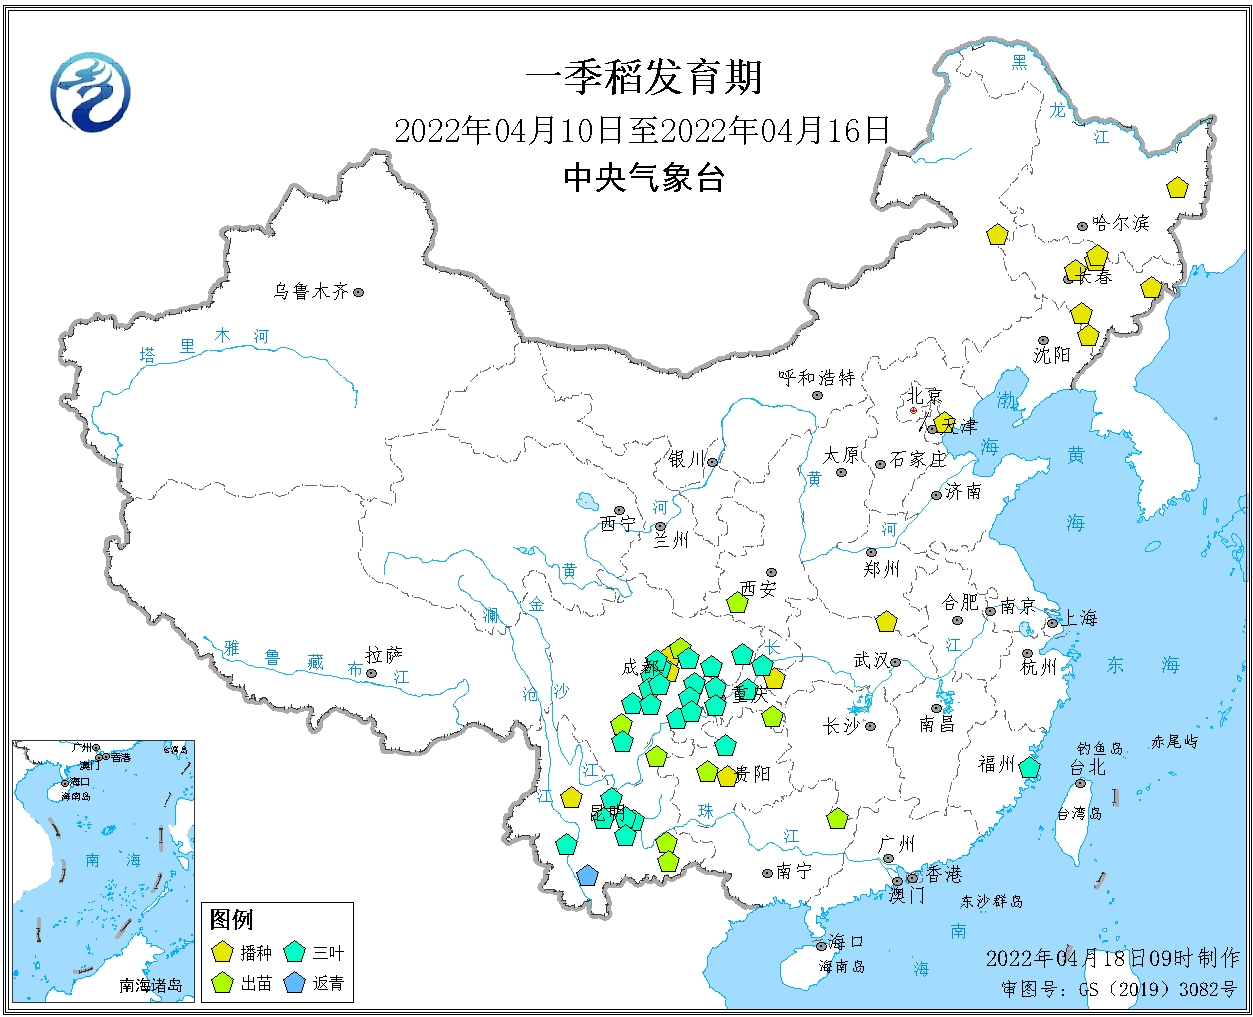 一季稻发育期
2022年04月10日至2022年04月16日
中央气象台
黑
龙
江
哈尔滨
长春
沈阳
乌鲁木齐
塔里木河
呼和浩特
北京
天津
渤
海
黄
海
银川
太原
石家庄
济南
黄
河
西宁
兰州
河
郑州
西安
黄
金
澜
合肥
南京
上海
杭州
江
东海
雅鲁藏布江
拉萨
沧
沙
成都
长
武汉
重庆
长沙
南昌
福州
钓鱼岛
赤尾屿
台北
台湾岛
江
江
贵阳
昆明
珠
江
广州
南宁
香港
澳门
东沙群岛
海口
海南岛
南
海
广州
香港
澳门
海口
海南岛
台湾岛
南海
南海诸岛
图例
播种 三叶
出苗 返青
2022年04月18日09时制作
审图号: GS (2019) 3082号